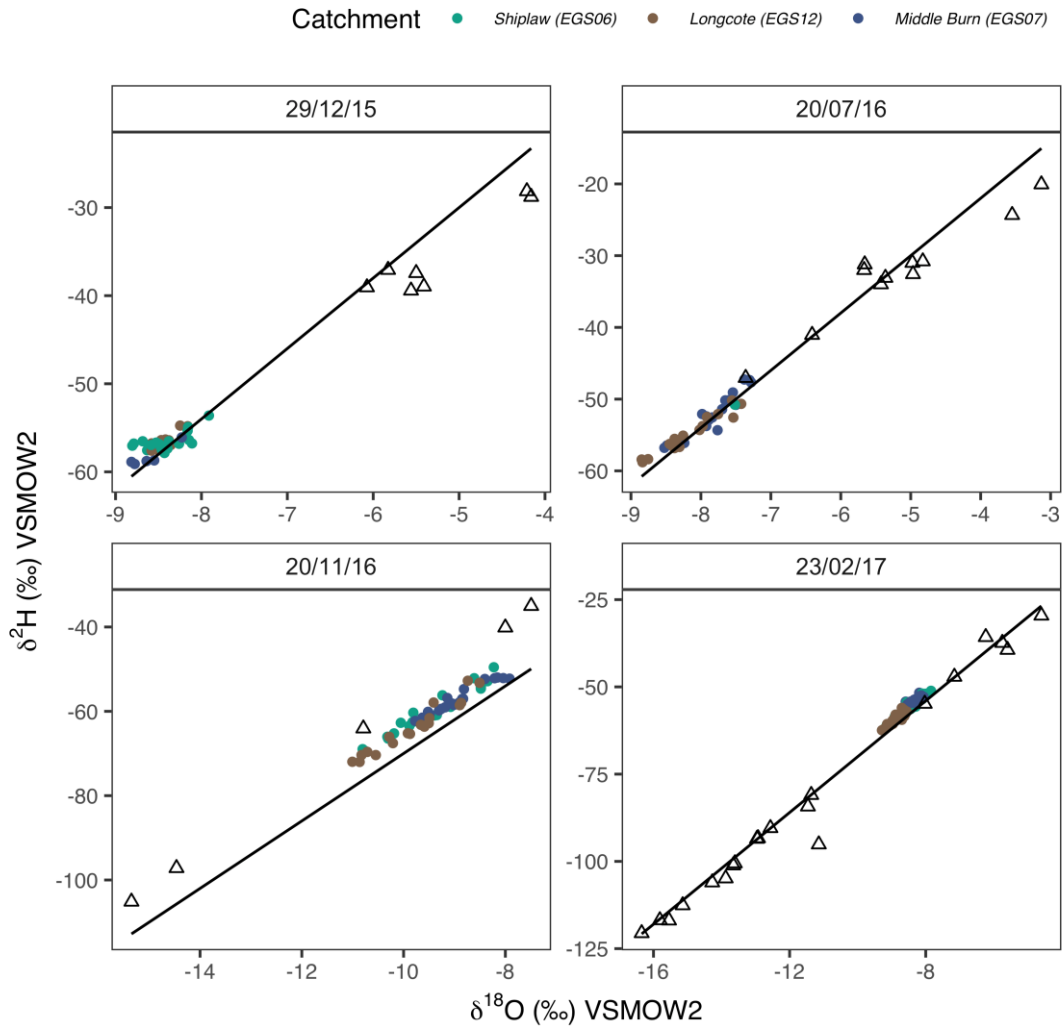 Catchment Shiplaw (EGS06) Longcote (EGS12) Middle Burn (EGS07)
29/12/15 20/07/16
-30
-40
-50
-60
-9 -8 -7 -6 -5 -4
-20
-30
-40
-50
-60
-9 -8 -7 -6 -5 -4 -3
δ²H (‰) VSMOW2
20/11/16 23/02/17
-40
-60
-80
-100
-14 -12 -10 -8
-25
-50
-75
-100
-125
-16 -12 -8
δ¹⁸O (‰) VSMOW2